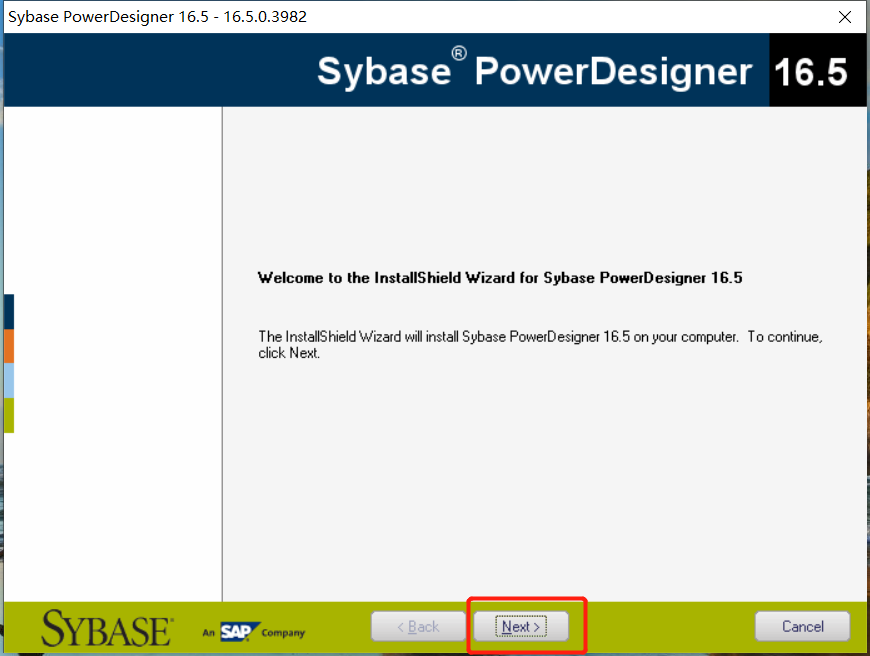 Sybase PowerDesigner 16.5 - 16.5.0.3982
Sybase® PowerDesigner 16.5
Welcome to the InstallShield Wizard for Sybase PowerDesigner 16.5
The InstallShield Wizard will install Sybase PowerDesigner 16.5 on your computer. To continue,
click Next.
SYBASE An SAP Company
< Back Next > Cancel